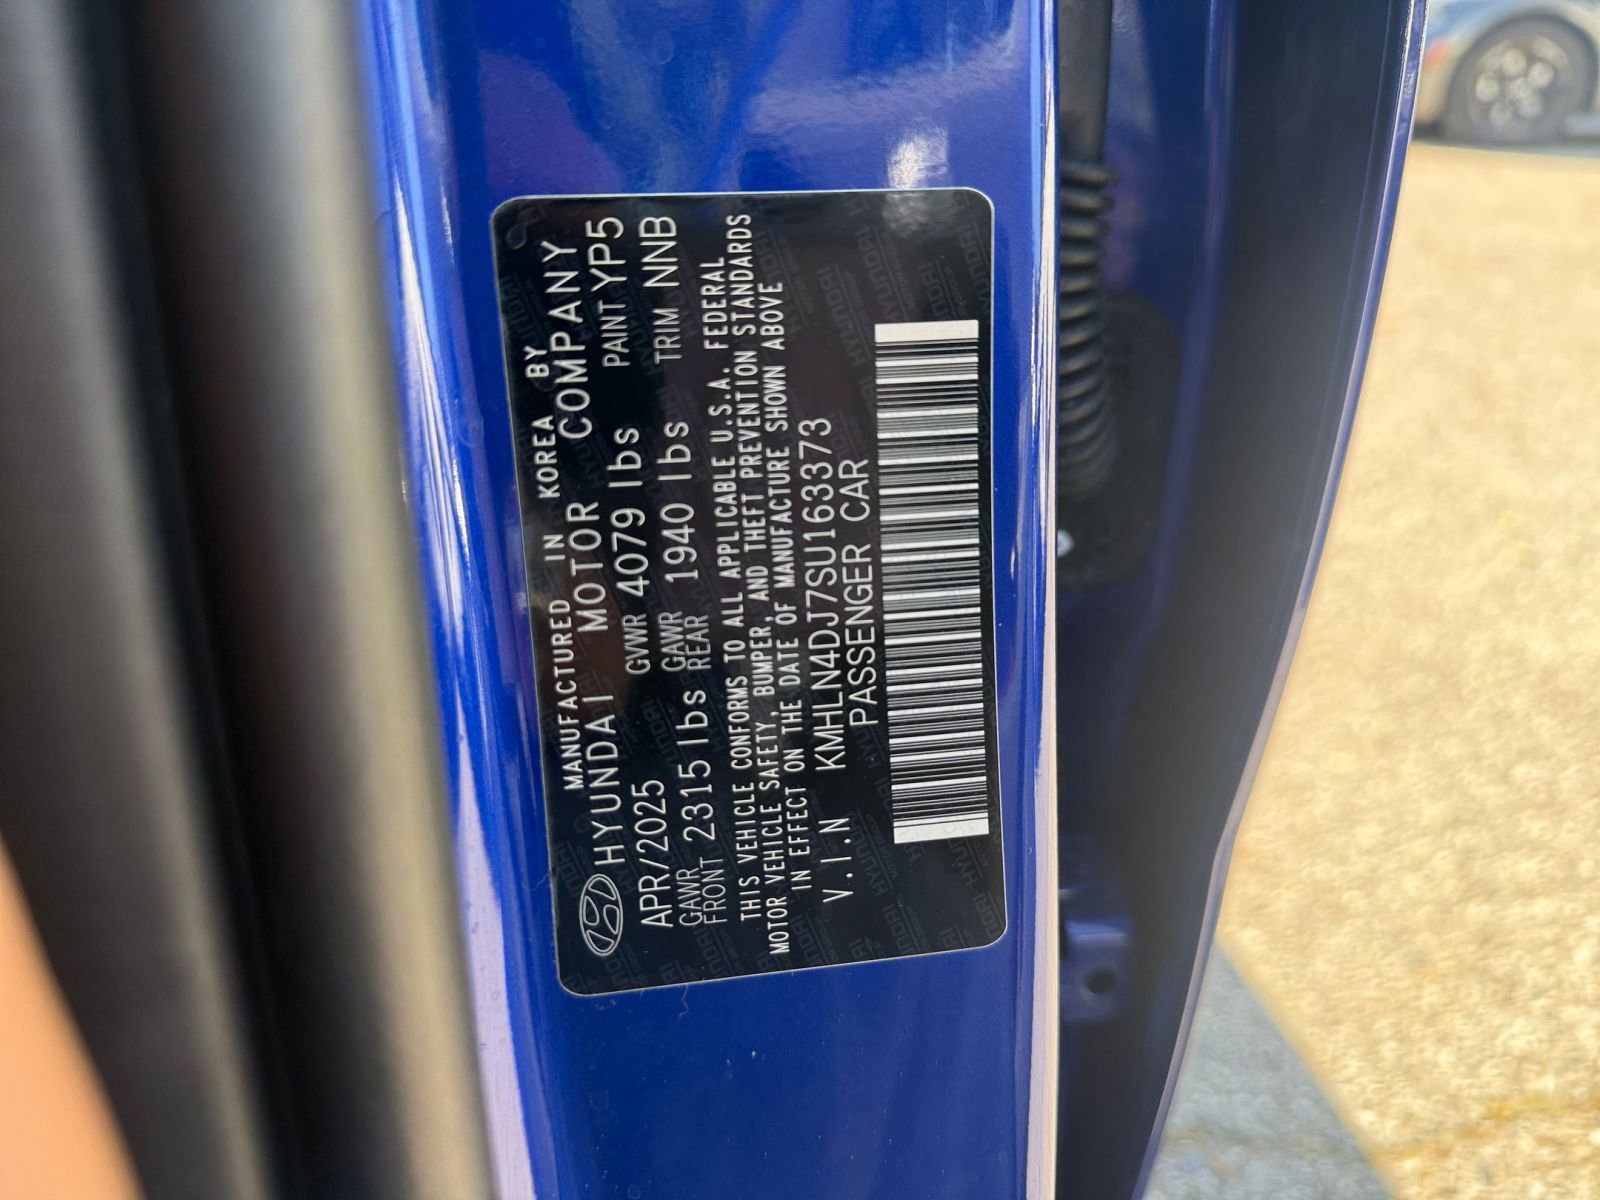 MANUFACTURED IN KOREA BY
HYUNDAI MOTOR COMPANY
APR/2025 GVWR 4079 lbs PAINT YP5
GAWR FRONT 2315 lbs GAWR REAR 1940 lbs TRIM NNB
THIS VEHICLE CONFORMS TO ALL APPLICABLE U.S.A. FEDERAL
MOTOR VEHICLE SAFETY, BUMPER, AND THEFT PREVENTION STANDARDS
IN EFFECT ON THE DATE OF MANUFACTURE SHOWN ABOVE
V.I.N KMHLN4DJ7SU163373
PASSENGER CAR